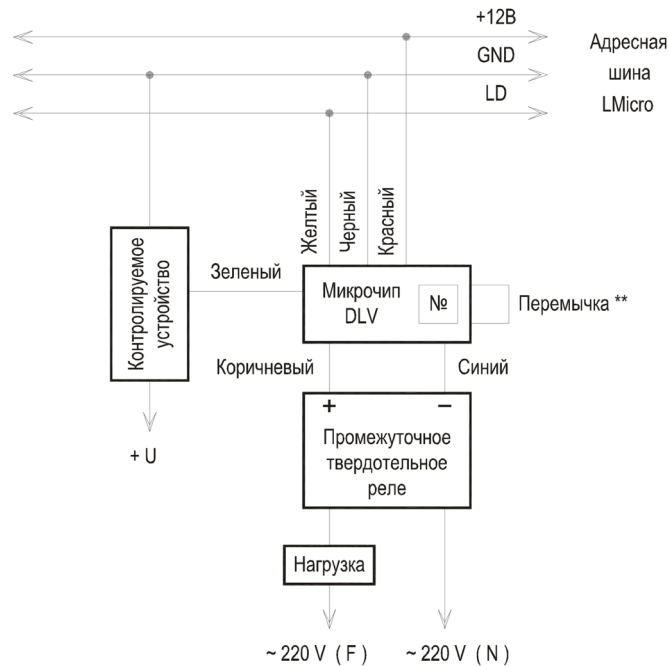 +12В
GND
LD
Адресная
шина
LMicro
Желтый
Черный
Красный
Контролируемое
устройство
Зеленый
Микрочип
DLV
№
Перемычка **
Коричневый
Синий
+ –
Промежуточное
твердотельное
реле
+ U
Нагрузка
~ 220 V ( F )
~ 220 V ( N )